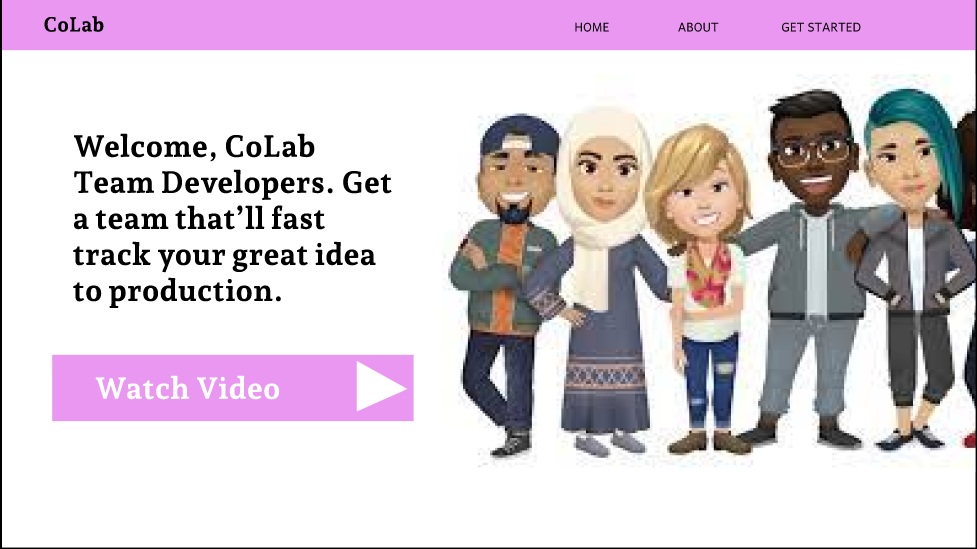 CoLab
HOME ABOUT GET STARTED
Welcome, CoLab
Team Developers. Get
a team that’ll fast
track your great idea
to production.
Watch Video